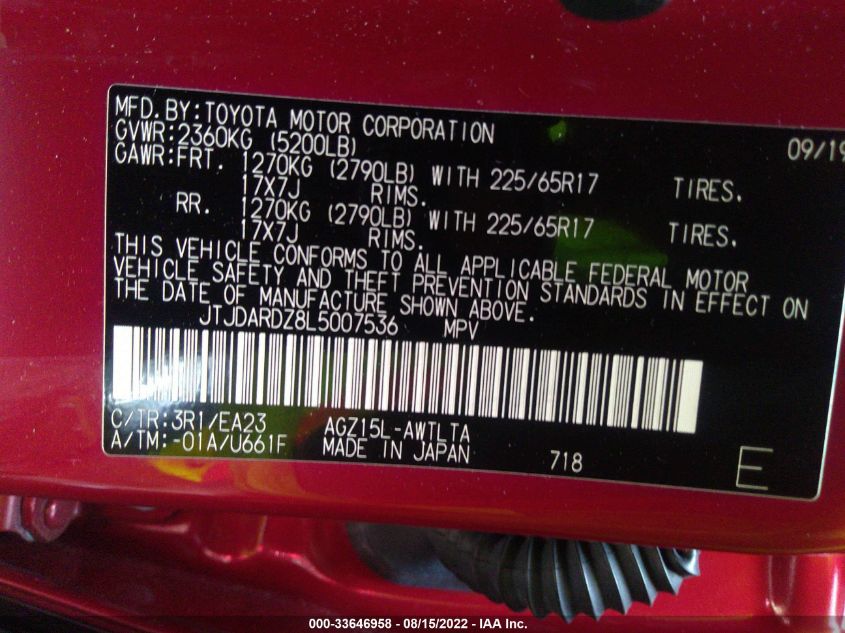 MFD.BY:TOYOTA MOTOR CORPORATION 09/19
GVWR:2360KG (5200LB)
GAWR:FRT. 1270KG (2790LB) WITH 225/65R17 TIRES.
17X7J RIMS.
RR. 1270KG (2790LB) WITH 225/65R17 TIRES.
17X7J RIMS.
THIS VEHICLE CONFORMS TO ALL APPLICABLE FEDERAL MOTOR
VEHICLE SAFETY AND THEFT PREVENTION STANDARDS IN EFFECT ON
THE DATE OF MANUFACTURE SHOWN ABOVE.
JTJDARDZ8L5007536 MPV
C/TR:3R1/EA23 AGZ15L-AWTLTA
A/TM:-01A/U661F MADE IN JAPAN 718 E
000-33646958 - 08/15/2022 - IAA Inc.